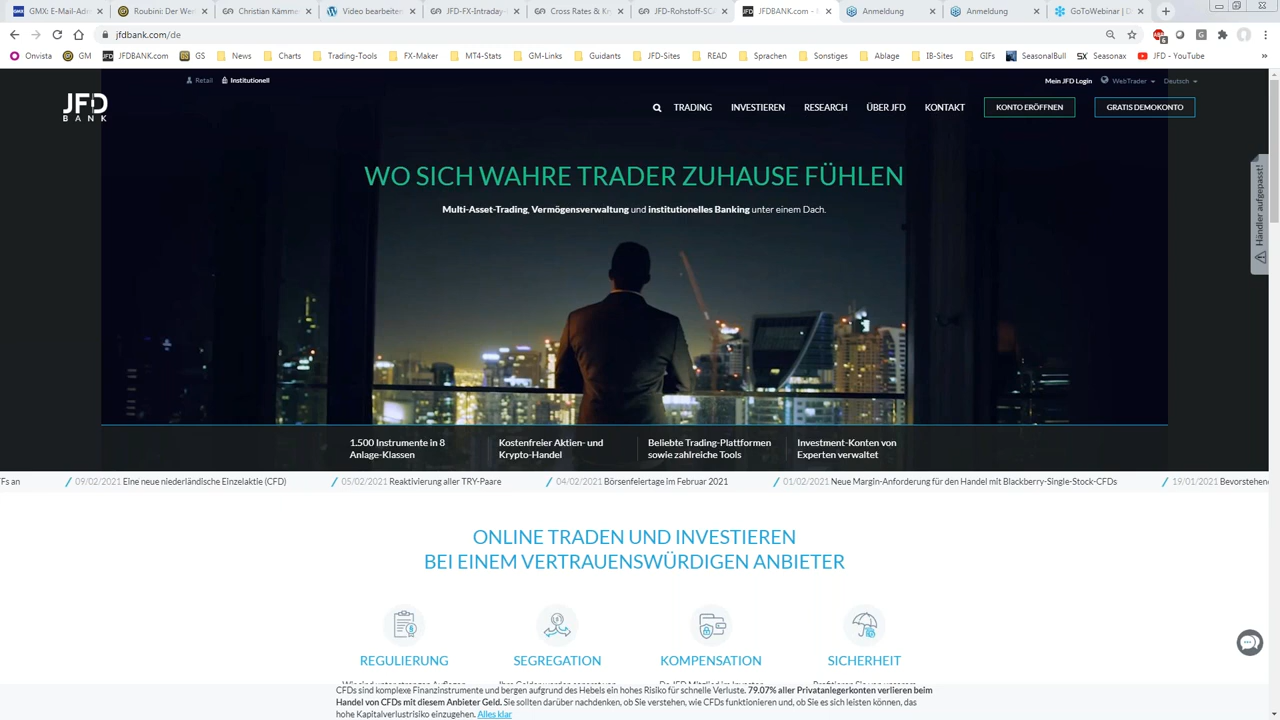 GMX: E-Mail-Adre
Roubini: Der Wer
Christian Kämme
Video bearbeiten
JFD-FX-Intraday-
Cross Rates & Kr
JFD-Rohstoff-SCA
JFDBANK.com -
Anmeldung
Anmeldung
GoToWebinar | D
jfdbank.com/de
Onvista
GM
JFDBANK.com
GS
News
Charts
Trading-Tools
FX-Maker
MT4-Stats
GM-Links
Guidants
JFD-Sites
READ
Sprachen
Sonstiges
Ablage
IB-Sites
GIFs
SeasonalBull
Seasonax
JFD - YouTube
»
Retail
Institutionell
Mein JFD Login
WebTrader
Deutsch
JFD
BANK
TRADING
INVESTIEREN
RESEARCH
ÜBER JFD
KONTAKT
KONTO ERÖFFNEN
GRATIS DEMOKONTO
WO SICH WAHRE TRADER ZUHAUSE FÜHLEN
Multi-Asset-Trading, Vermögensverwaltung und institutionelles Banking unter einem Dach.
Händler aufgepasst!
1.500 Instrumente in 8
Anlage-Klassen
Kostenfreier Aktien- und
Krypto-Handel
Beliebte Trading-Plattformen
sowie zahlreiche Tools
Investment-Konten von
Experten verwaltet
Fs an
09/02/2021 Eine neue niederländische Einzelaktie (CFD)
05/02/2021 Reaktivierung aller TRY-Paare
04/02/2021 Börsenfeiertage im Februar 2021
01/02/2021 Neue Margin-Anforderung für den Handel mit Blackberry-Single-Stock-CFDs
19/01/2021 Bevorstehen
ONLINE TRADEN UND INVESTIEREN
BEI EINEM VERTRAUENSWÜRDIGEN ANBIETER
REGULIERUNG
SEGREGATION
KOMPENSATION
SICHERHEIT
CFDs sind komplexe Finanzinstrumente und bergen aufgrund des Hebels ein hohes Risiko für schnelle Verluste. 79.07% aller Privatanlegerkonten verlieren beim
Handel von CFDs mit diesem Anbieter Geld. Sie sollten darüber nachdenken, ob Sie verstehen, wie CFDs funktionieren und, ob Sie es sich leisten können, das
hohe Kapitalverlustrisiko einzugehen. Alles klar